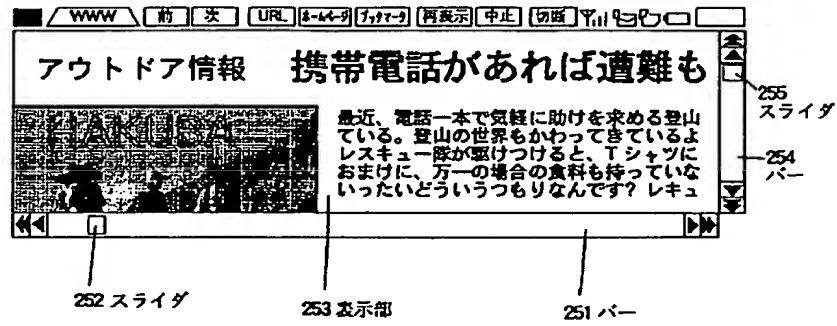 WWW 前 次 URL ホームページ ブックマーク 再表示 中止 切断
アウトドア情報 携帯電話があれば遭難も
HAKUBA
最近、電話一本で気軽に助けを求める登山
ている。登山の世界もかわってきているよ
レスキュー隊が駆けつけると、Tシャツに
おまけに、万一の場合の食料も持っていな
いったいどういうつもりなんです? レキュ
255
スライダ
254
バー
252 スライダ
253 表示部
251 バー